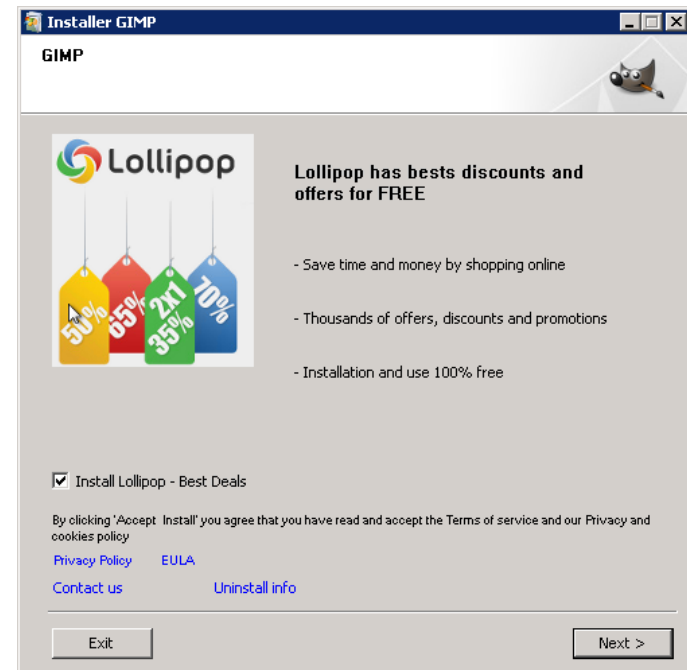 Installer GIMP
GIMP
Lollipop
Lollipop has bests discounts and
offers for FREE
- Save time and money by shopping online
50% 65% 2x1 35% 70%
- Thousands of offers, discounts and promotions
- Installation and use 100% free
Install Lollipop - Best Deals
By clicking 'Accept Install' you agree that you have read and accept the Terms of service and our Privacy and
cookies policy
Privacy Policy EULA
Contact us Uninstall info
Exit Next >